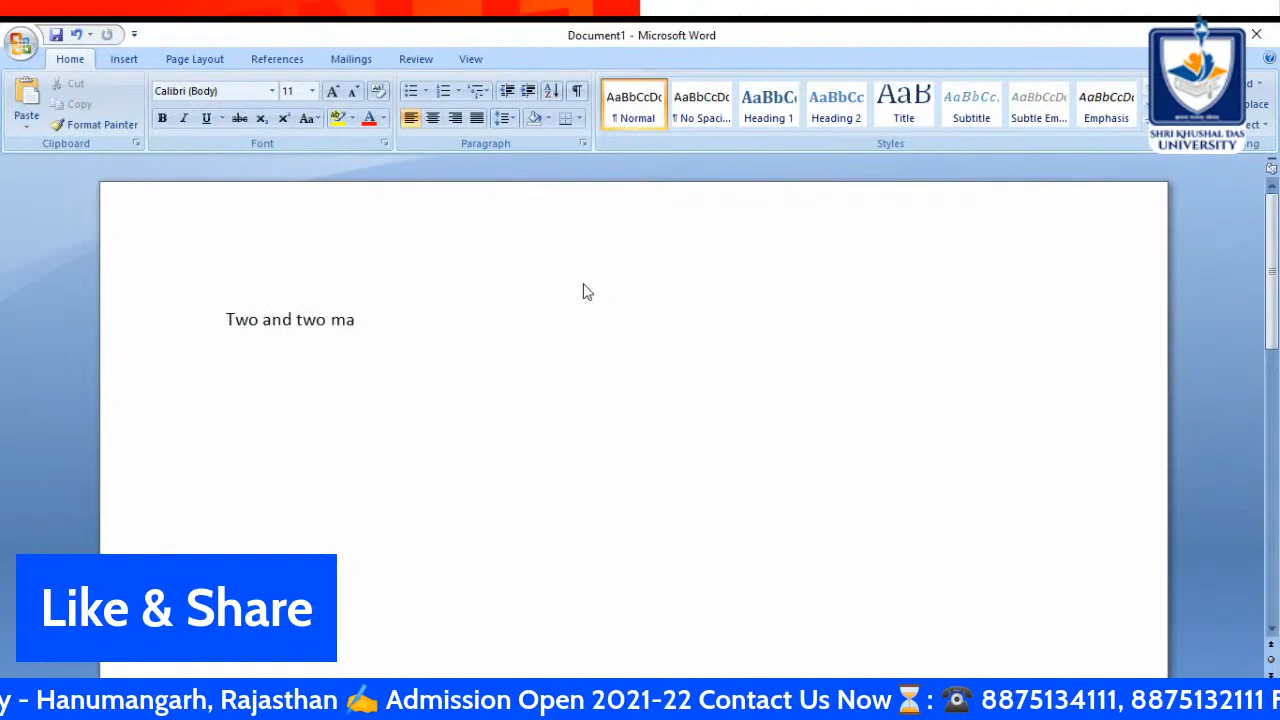 Document1 - Microsoft Word
Home Insert Page Layout References Mailings Review View
Cut
Copy
Format Painter
Paste
Clipboard
Calibri (Body) 11
Font
Paragraph
AaBbCcDc AaBbCcDc AaBbC AaBbCc AaB AaBbCc. AaBbCcDc AaBbCcDc
¶ Normal ¶ No Spaci... Heading 1 Heading 2 Title Subtitle Subtle Em... Emphasis
Styles
SHRI KHUSHAL DAS
UNIVERSITY
Two and two ma
Like & Share
y - Hanumangarh, Rajasthan ✍ Admission Open 2021-22 Contact Us Now ⏳: ☎ 8875134111, 8875132111